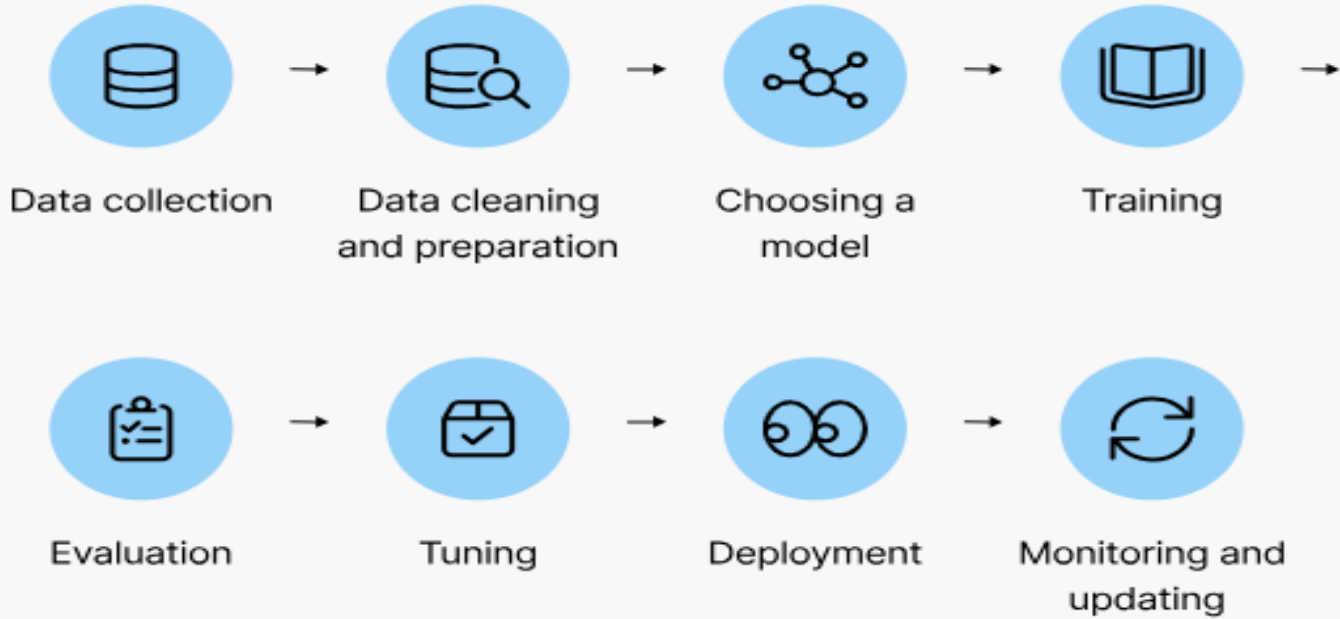 Data collection
Data cleaning
and preparation
Choosing a
model
Training
Evaluation
Tuning
Deployment
Monitoring and
updating